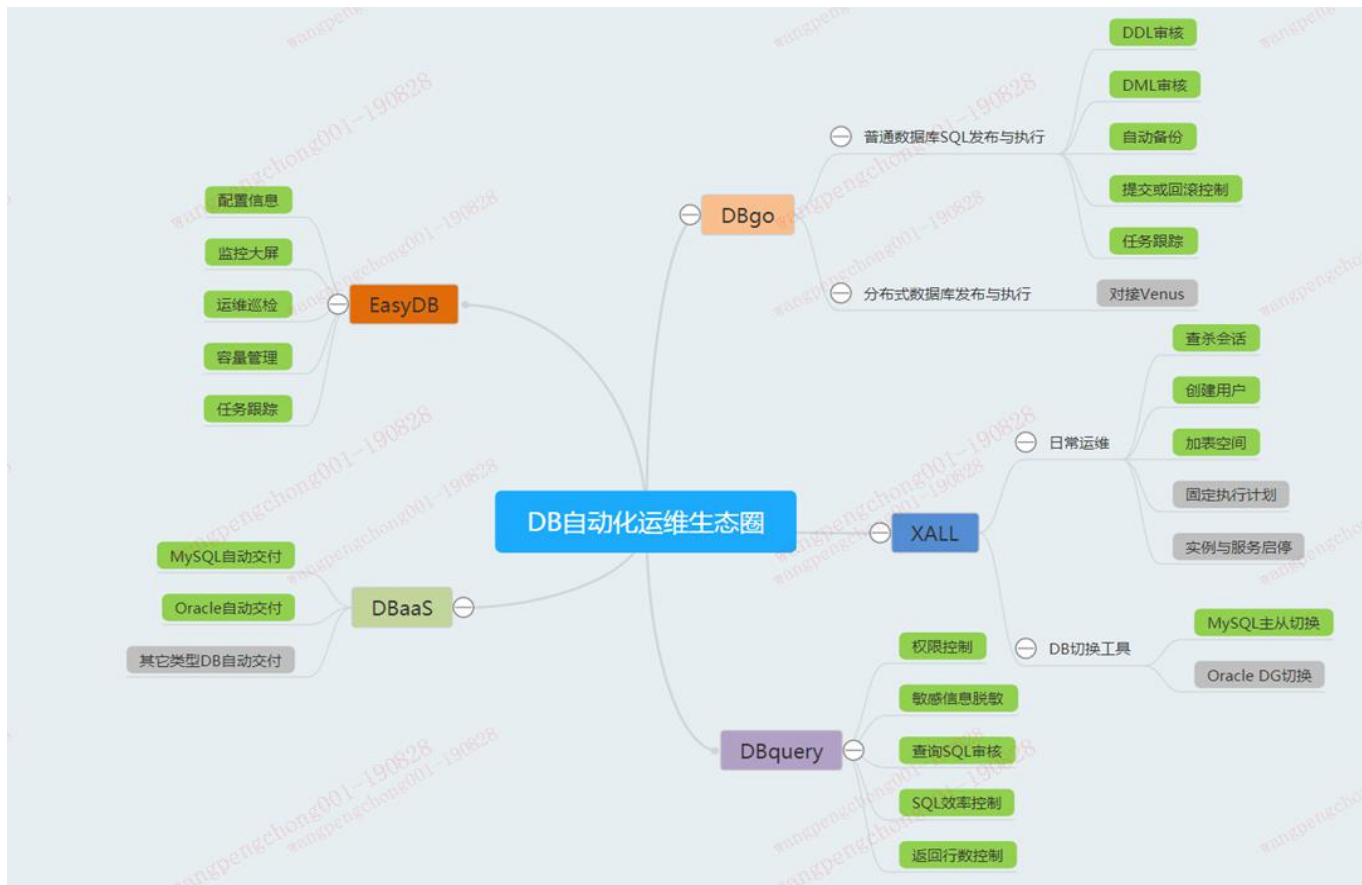 DB自动化运维生态圈
EasyDB
配置信息
监控大屏
运维巡检
容量管理
任务跟踪
DBaaS
MySQL自动交付
Oracle自动交付
其它类型DB自动交付
DBgo
普通数据库SQL发布与执行
DDL审核
DML审核
自动备份
提交或回滚控制
任务跟踪
分布式数据库发布与执行
对接Venus
XALL
日常运维
查杀会话
创建用户
加表空间
固定执行计划
实例与服务启停
DB切换工具
MySQL主从切换
Oracle DG切换
DBquery
权限控制
敏感信息脱敏
查询SQL审核
SQL效率控制
返回行数控制
wangpengchong001-190828